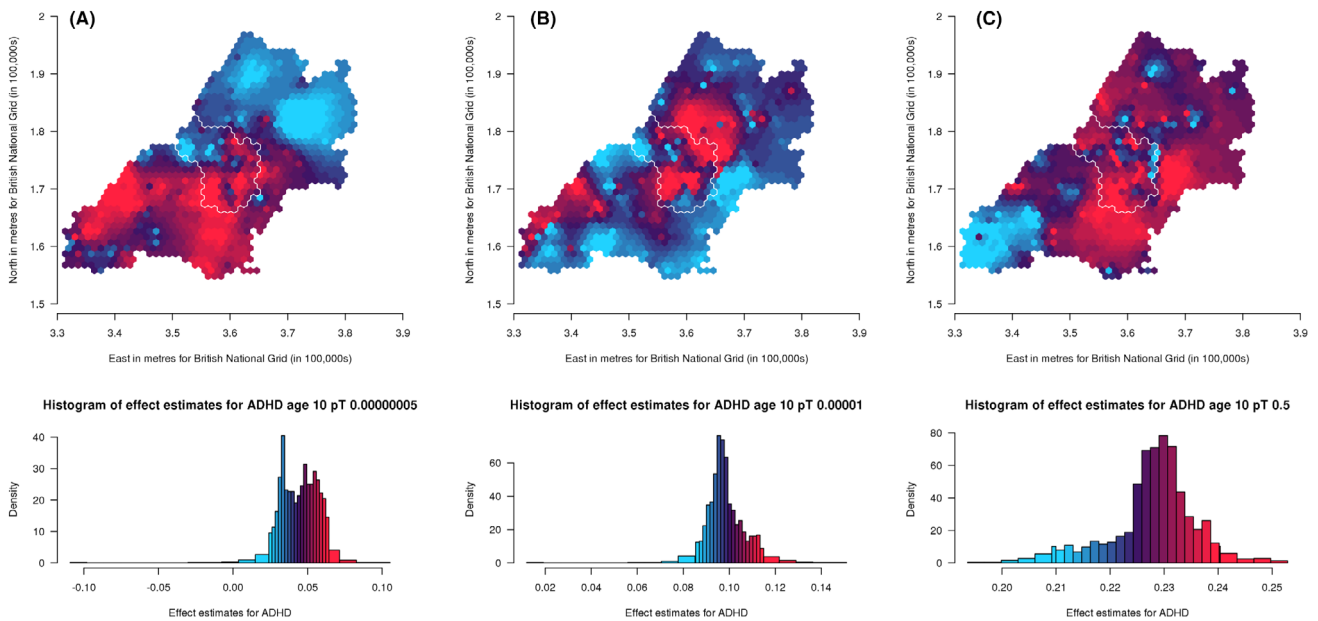 (A)
2
1.9
1.8
1.7
1.6
1.5
North in metres for British National Grid (in 100,000s)
3.3 3.4 3.5 3.6 3.7 3.8 3.9
East in metres for British National Grid (in 100,000s)
(B)
2
1.9
1.8
1.7
1.6
1.5
North in metres for British National Grid (in 100,000s)
3.3 3.4 3.5 3.6 3.7 3.8 3.9
East in metres for British National Grid (in 100,000s)
(C)
2
1.9
1.8
1.7
1.6
1.5
North in metres for British National Grid (in 100,000s)
3.3 3.4 3.5 3.6 3.7 3.8 3.9
East in metres for British National Grid (in 100,000s)
Histogram of effect estimates for ADHD age 10 pT 0.00000005
40
30
20
10
0
Density
-0.10 -0.05 0.00 0.05 0.10
Effect estimates for ADHD
Histogram of effect estimates for ADHD age 10 pT 0.00001
60
40
20
0
Density
0.02 0.04 0.06 0.08 0.10 0.12 0.14
Effect estimates for ADHD
Histogram of effect estimates for ADHD age 10 pT 0.5
80
60
40
20
0
Density
0.20 0.21 0.22 0.23 0.24 0.25
Effect estimates for ADHD